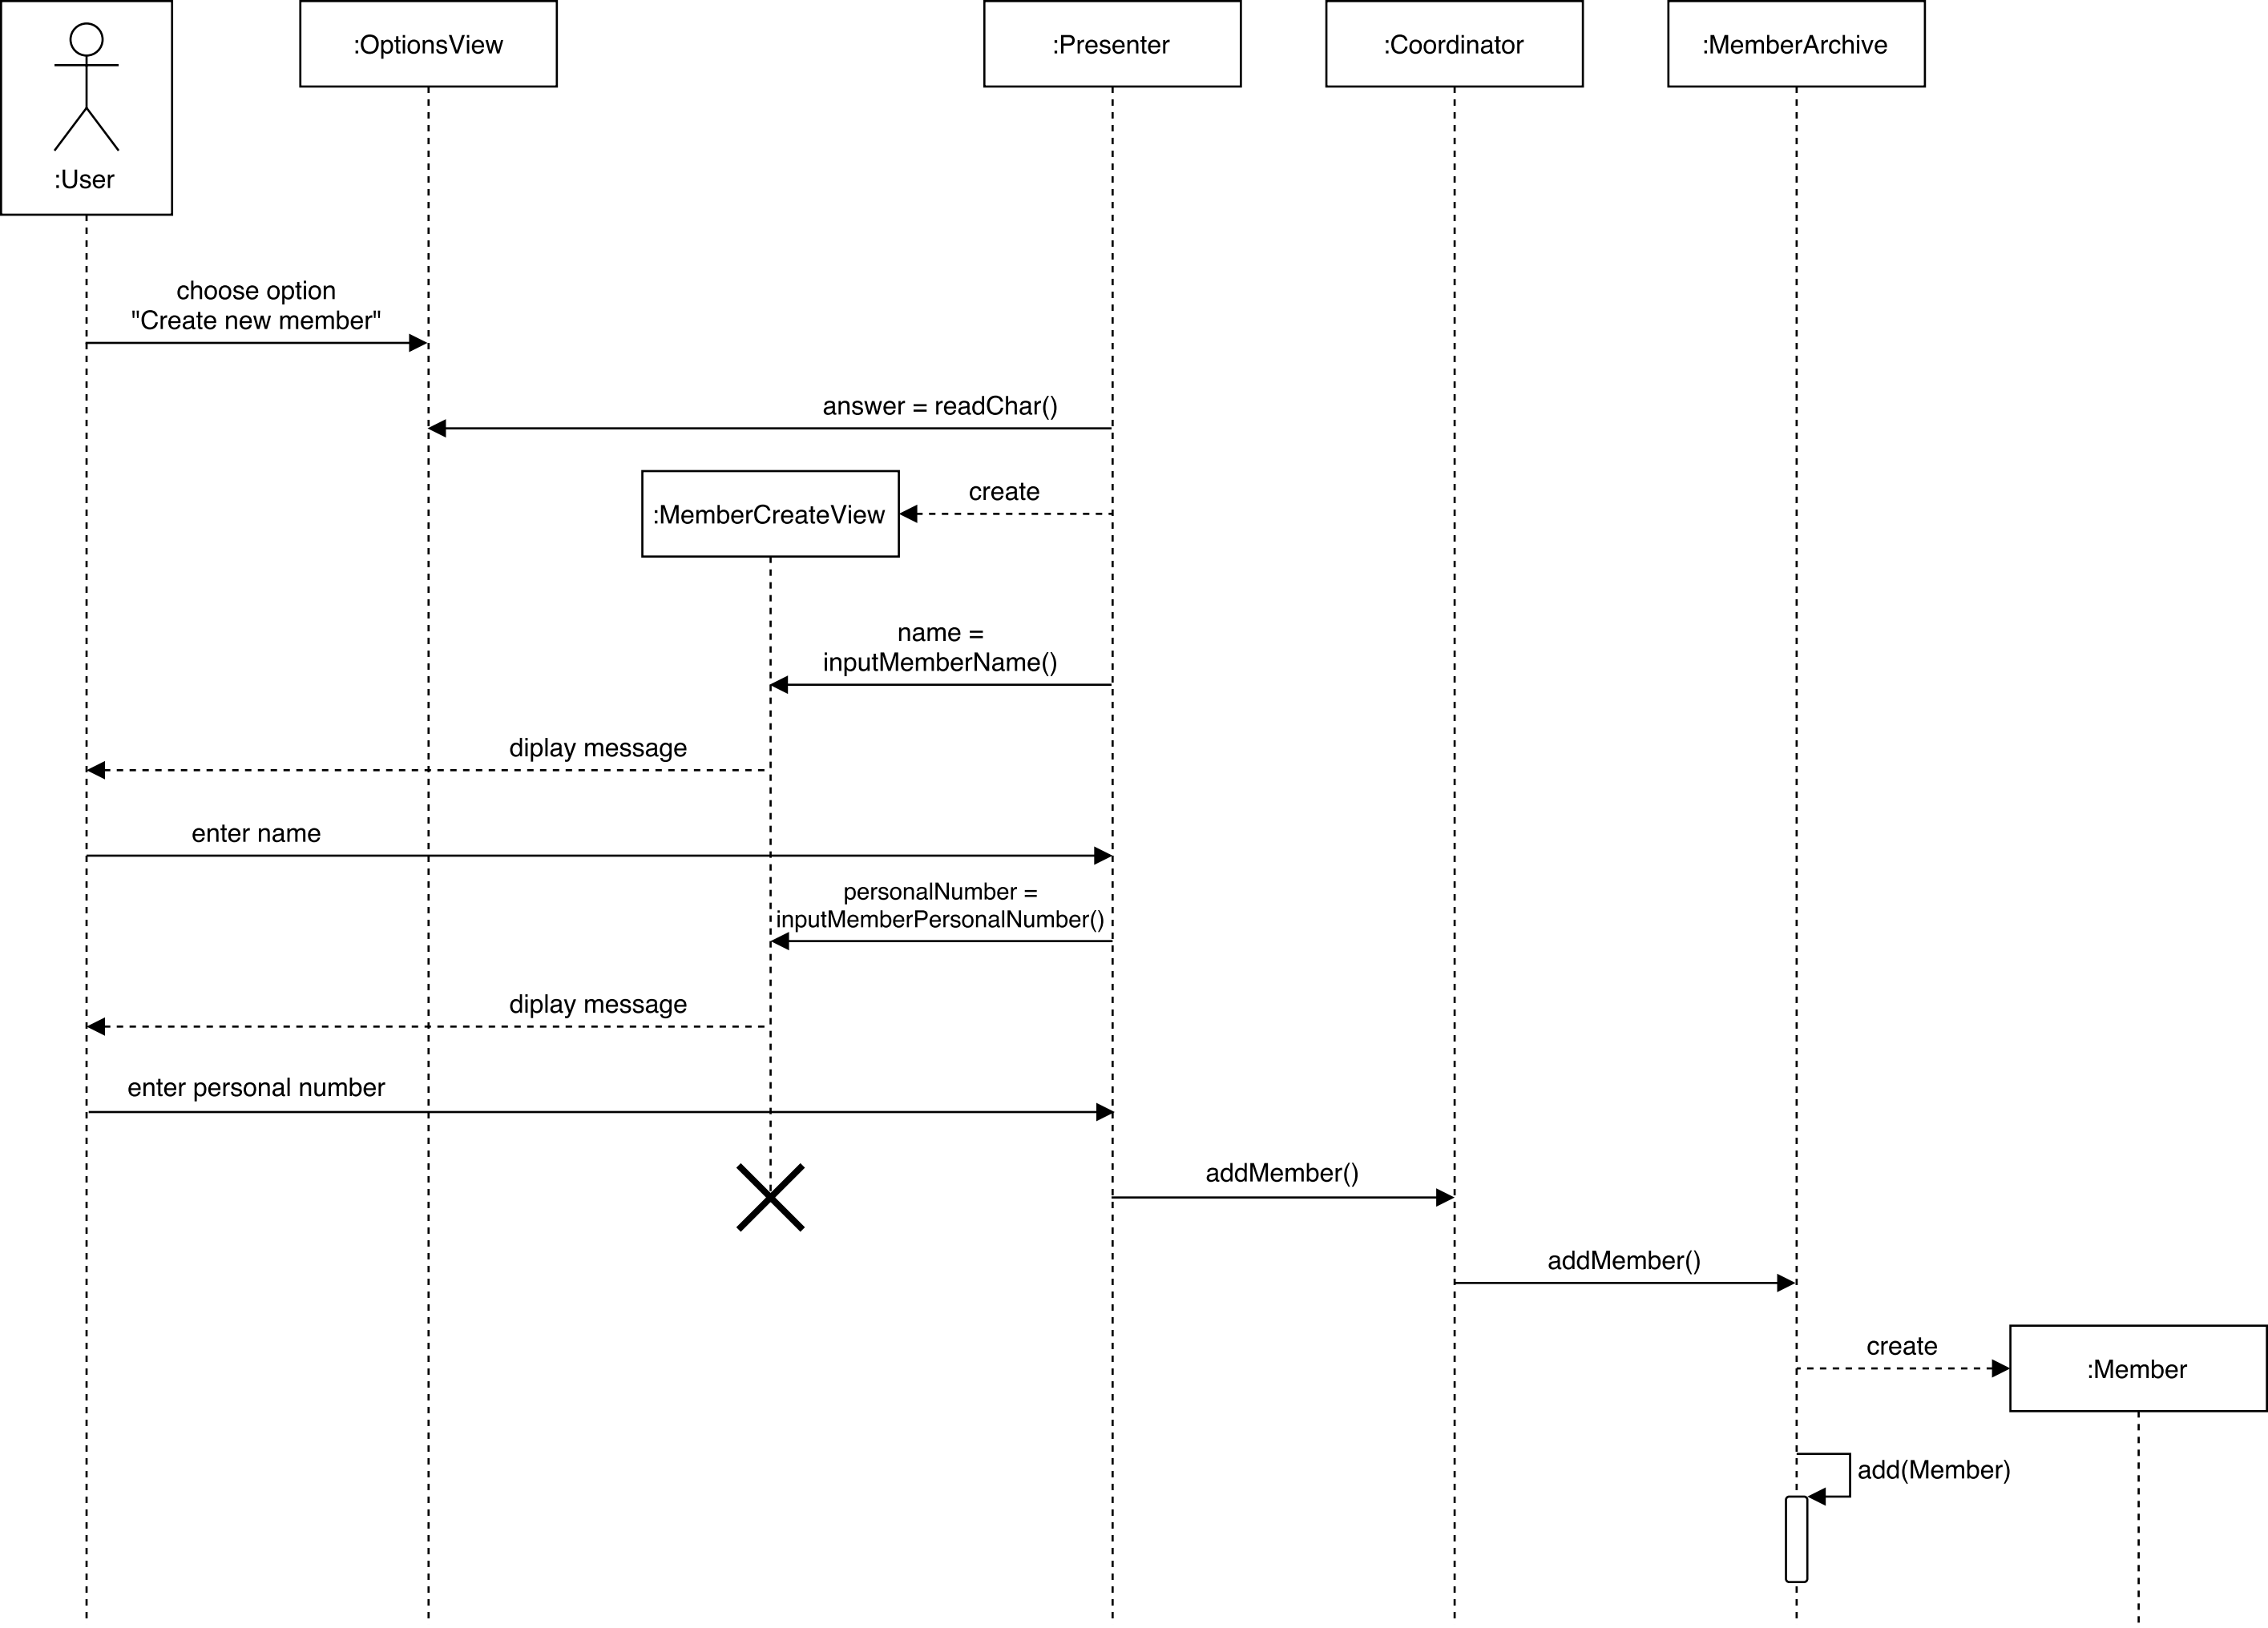 :User
:OptionsView
:Presenter
:Coordinator
:MemberArchive
choose option
"Create new member"
answer = readChar()
:MemberCreateView
create
name =
inputMemberName()
diplay message
enter name
personalNumber =
inputMemberPersonalNumber()
diplay message
enter personal number
addMember()
addMember()
create
:Member
add(Member)